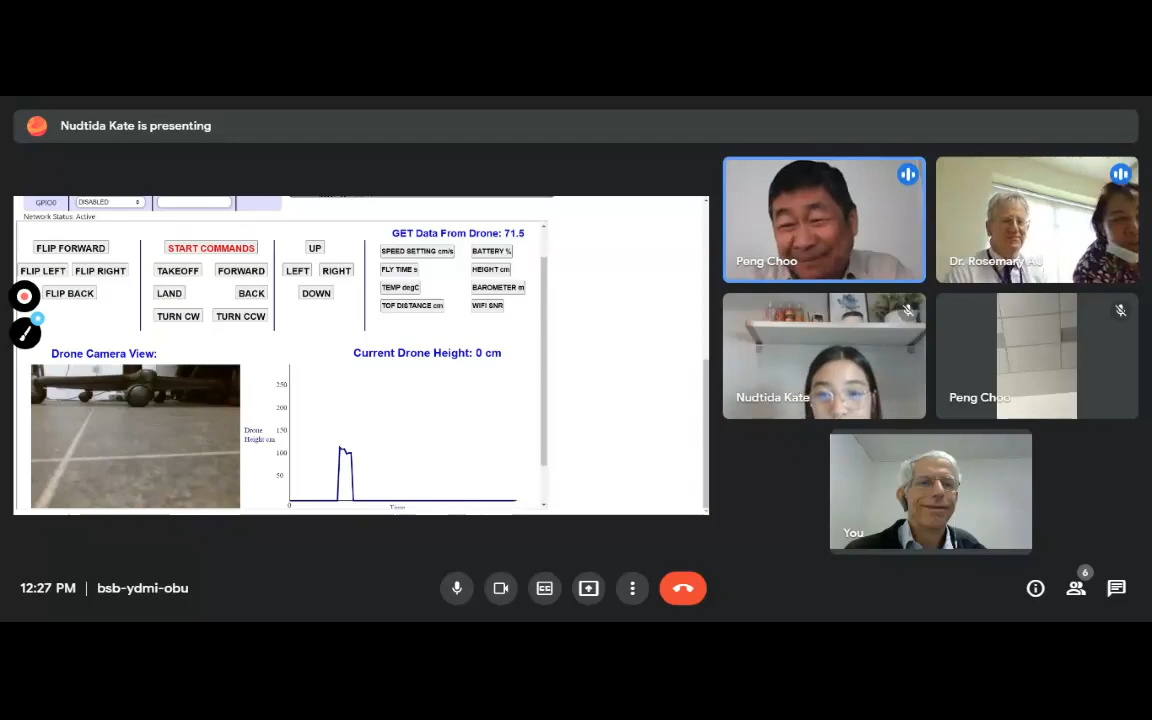 Nudtida Kate is presenting
GPIO0 DISABLED
Network Status: Active
FLIP FORWARD
START COMMANDS
UP
GET Data From Drone: 71.5
SPEED SETTING cm/s BATTERY %
FLIP LEFT FLIP RIGHT
TAKEOFF FORWARD
LEFT RIGHT
FLY TIME s HEIGHT cm
FLIP BACK
LAND BACK
DOWN
TEMP degC BAROMETER m
TOF DISTANCE cm WIFI SNR
TURN CW TURN CCW
Drone Camera View:
Current Drone Height: 0 cm
250
200
Drone
Height cm
150
100
50
0
Time
Peng Choo
Dr. Rosemary AU
Nudtida Kate
Peng Choo
You
12:27 PM | bsb-ydmi-obu
6